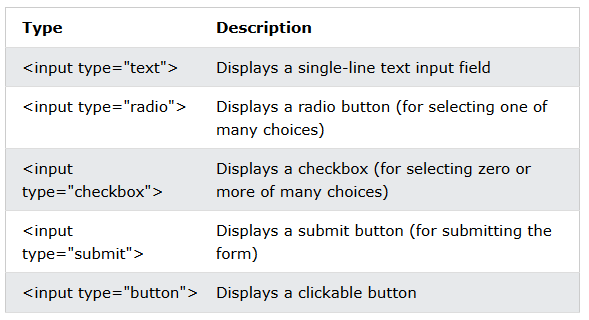 Type Description
<input type="text"> Displays a single-line text input field
<input type="radio"> Displays a radio button (for selecting one of
many choices)
<input Displays a checkbox (for selecting zero or
type="checkbox"> more of many choices)
<input Displays a submit button (for submitting the
type="submit"> form)
<input type="button"> Displays a clickable button